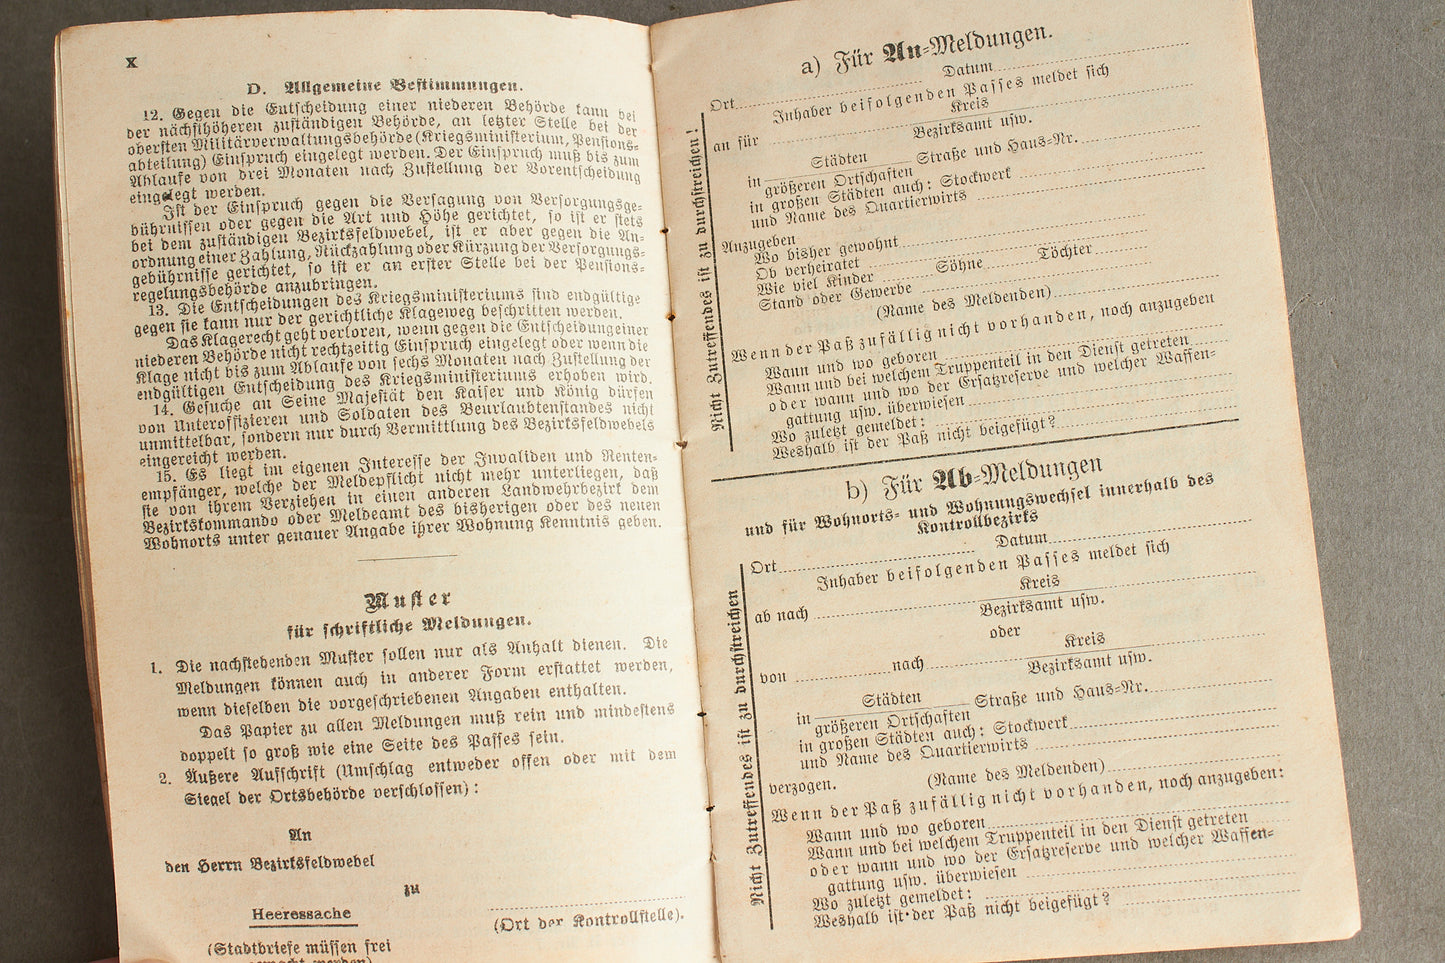 X
D. Allgemeine Bestimmungen.
12. Gegen die Entscheidung einer niederen Behörde kann bei
der nächsthöheren zuständigen Behörde, an letzter Stelle bei der
obersten Militärverwaltungsbehörde (Kriegsministerium, Pensions-
abteilung) Einspruch eingelegt werden. Der Einspruch muß bis zum
Ablaufe von drei Monaten nach Zustellung der Vorentscheidung
eingelegt werden.
Ist der Einspruch gegen die Versagung von Versorgungsge-
bührnissen oder gegen die Art und Höhe gerichtet, so ist er stets
bei dem zuständigen Bezirksfeldwebel, ist er aber gegen die An-
ordnung einer Zahlung, Rückzahlung oder Kürzung der Versorgungs-
gebührnisse gerichtet, so ist er an erster Stelle bei der Pensions-
regelungsbehörde anzubringen.
13. Die Entscheidungen des Kriegsministeriums sind endgültige
gegen sie kann nur der gerichtliche Klageweg beschritten werden.
Das Klagerecht geht verloren, wenn gegen die Entscheidung einer
niederen Behörde nicht rechtzeitig Einspruch eingelegt oder wenn die
Klage nicht bis zum Ablaufe von sechs Monaten nach Zustellung der
endgültigen Entscheidung des Kriegsministeriums erhoben wird.
14. Gesuche an Seine Majestät den Kaiser und König dürfen
von Unteroffizieren und Soldaten des Beurlaubtenstandes nicht
unmittelbar, sondern nur durch Vermittlung des Bezirksfeldwebels
eingereicht werden.
15. Es liegt im eigenen Interesse der Invaliden und Renten-
empfänger, welche der Meldepflicht nicht mehr unterliegen, daß
sie von ihrem Verziehen in einen anderen Landwehrbezirk dem
Bezirkskommando oder Meldeamt des bisherigen oder des neuen
Wohnorts unter genauer Angabe ihrer Wohnung Kenntnis geben.
Muster
für schriftliche Meldungen.
1. Die nachstehenden Muster sollen nur als Anhalt dienen. Die
Meldungen können auch in anderer Form erstattet werden,
wenn dieselben die vorgeschriebenen Angaben enthalten.
Das Papier zu allen Meldungen muß rein und mindestens
doppelt so groß wie eine Seite des Passes sein.
2. Äußere Aufschrift (Umschlag entweder offen oder mit dem
Siegel der Ortsbehörde verschlossen):
An
den Herrn Bezirksfeldwebel
zu
Heeressache
(Ort der Kontrollstelle).
(Stadtbriefe müssen frei
gemacht werden)
a) Für An-Meldungen.
Ort Datum
Inhaber beifolgenden Passes meldet sich
an für Kreis
Bezirksamt usw.
in Städten
größeren Ortschaften Straße und Haus-Nr.
in großen Städten auch: Stockwerk
und Name des Quartierwirts
Anzugeben
Wo bisher gewohnt
Ob verheiratet
Wie viel Kinder Söhne Töchter
Stand oder Gewerbe
(Name des Meldenden)
Wenn der Paß zufällig nicht vorhanden, noch anzugeben
Wann und wo geboren
Wann und bei welchem Truppenteil in den Dienst getreten
oder wann und wo der Ersatzreserve und welcher Waffen-
gattung usw. überwiesen
Wo zuletzt gemeldet:
Weshalb ist der Paß nicht beigefügt?
Nicht Zutreffendes ist zu durchstreichen!
b) Für Ab-Meldungen
und für Wohnorts- und Wohnungswechsel innerhalb des
Kontrollbezirks
Ort Datum
Inhaber beifolgenden Passes meldet sich
ab nach Kreis
Bezirksamt usw.
oder
von nach Kreis
Bezirksamt usw.
in Städten
größeren Ortschaften Straße und Haus-Nr.
in großen Städten auch: Stockwerk
und Name des Quartierwirts
verzogen. (Name des Meldenden)
Wenn der Paß zufällig nicht vorhanden, noch anzugeben:
Wann und wo geboren
Wann und bei welchem Truppenteil in den Dienst getreten
oder wann und wo der Ersatzreserve und welcher Waffen-
gattung usw. überwiesen
Wo zuletzt gemeldet:
Weshalb ist der Paß nicht beigefügt?
Nicht Zutreffendes ist zu durchstreichen